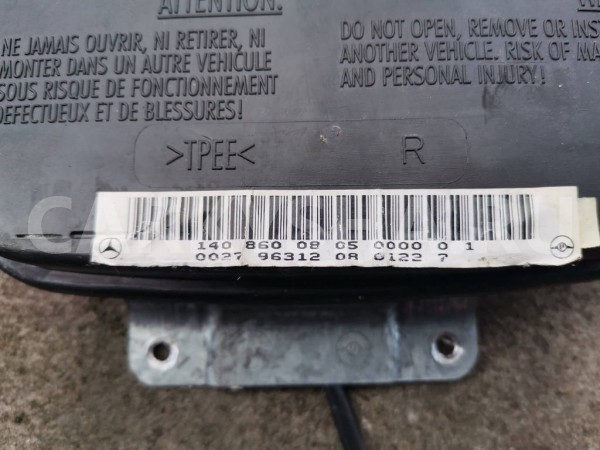 ATTENTION.
NE JAMAIS OUVRIR, NI RETIRER, NI
MONTER DANS UN AUTRE VEHICULE
SOUS RISQUE DE FONCTIONNEMENT
DEFECTUEUX ET DE BLESSURES!
DO NOT OPEN, REMOVE OR INST
ANOTHER VEHICLE. RISK OF MA
AND PERSONAL INJURY!
>TPEE<
R
140 860 08 05 0000 0 1
0027 96312 08 0122 7